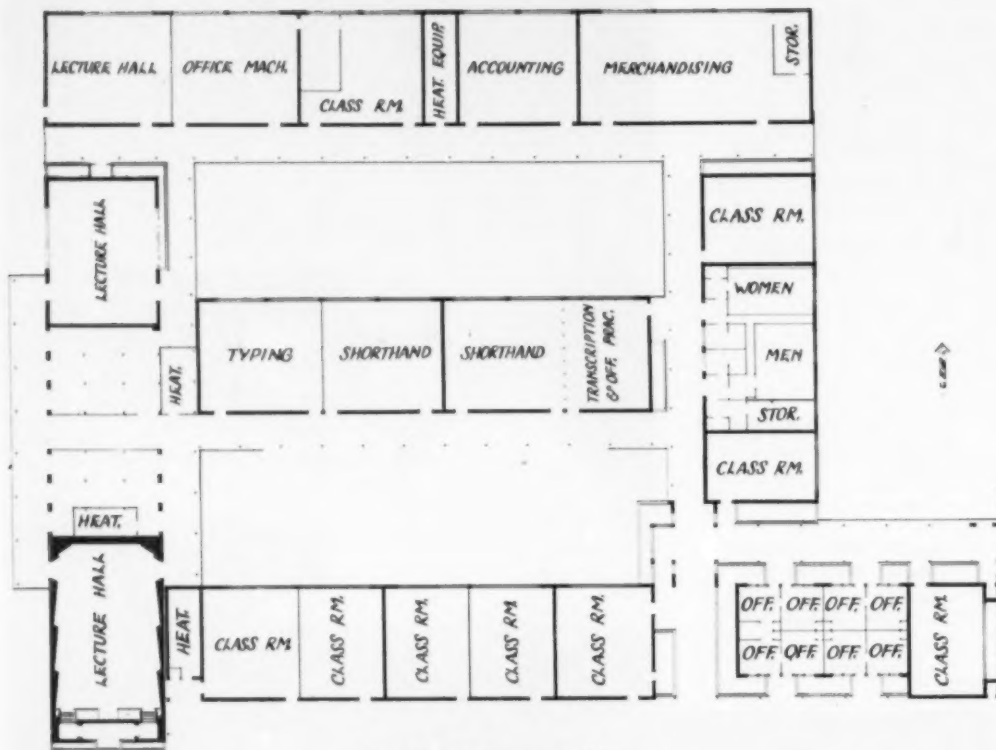 LECTURE HALL
OFFICE MACH.
CLASS RM.
HEAT. EQUIP.
ACCOUNTING
MERCHANDISING
STOR.
LECTURE HALL
CLASS RM.
WOMEN
MEN
STOR.
CLASS RM.
HEAT.
TYPING
SHORTHAND
SHORTHAND
TRANSCRIPTION
& OFF. PRAC.
HEAT.
LECTURE HALL
HEAT.
CLASS RM.
CLASS RM.
CLASS RM.
CLASS RM.
CLASS RM.
OFF. OFF. OFF. OFF.
OFF. OFF. OFF. OFF.
CLASS RM.